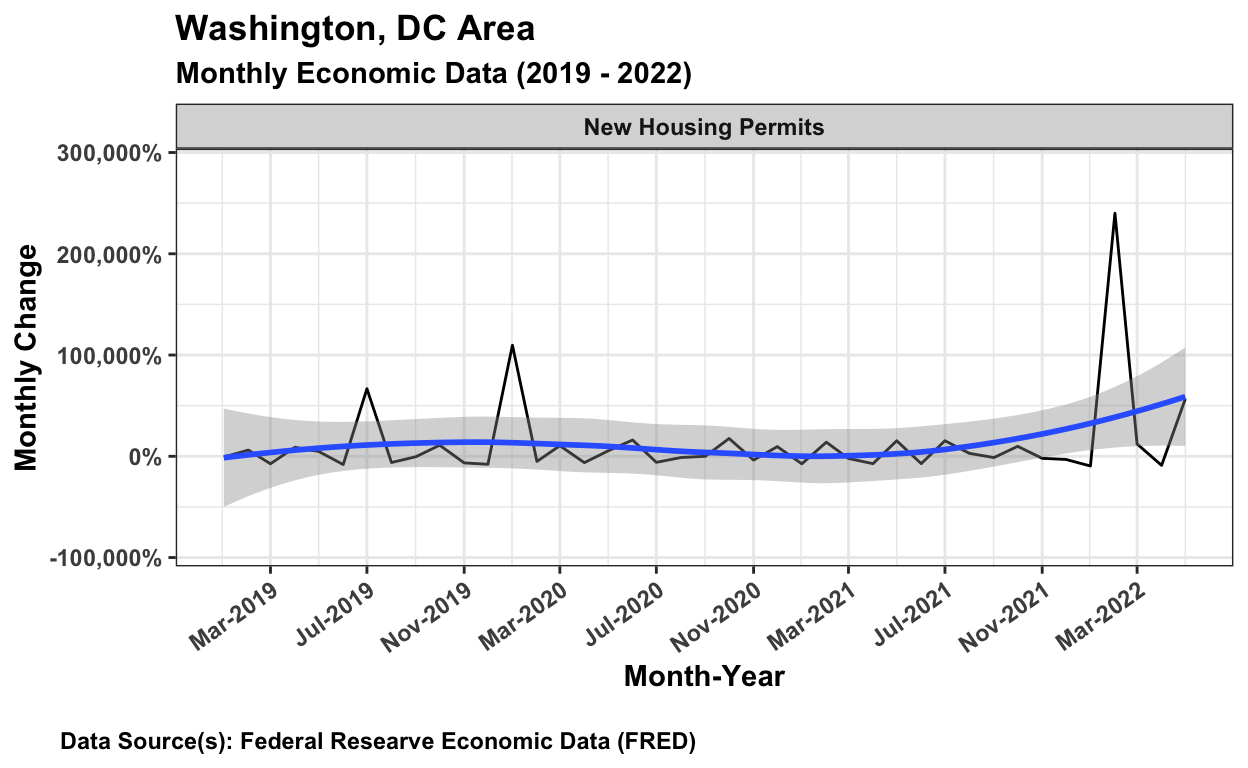 Washington, DC Area
Monthly Economic Data (2019 - 2022)
New Housing Permits
Monthly Change
300,000%
200,000%
100,000%
0%
-100,000%
Mar-2019
Jul-2019
Nov-2019
Mar-2020
Jul-2020
Nov-2020
Mar-2021
Jul-2021
Nov-2021
Mar-2022
Month-Year
Data Source(s): Federal Researve Economic Data (FRED)